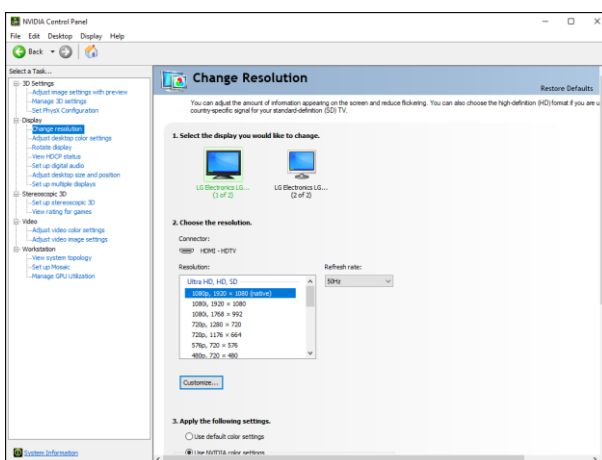 NVIDIA Control Panel
File Edit Desktop Display Help
Back
Select a Task...
3D Settings
Adjust image settings with preview
Manage 3D settings
Set PhysX Configuration
Display
Change resolution
Adjust desktop color settings
Rotate display
View HDCP status
Set up digital audio
Adjust desktop size and position
Set up multiple displays
Stereoscopic 3D
Set up stereoscopic 3D
View rating for games
Video
Adjust video color settings
Adjust video image settings
Workstation
View system topology
Set up Mosaic
Manage GPU Utilization
System Information
Change Resolution
Restore Defaults
You can adjust the amount of information appearing on the screen and reduce flickering. You can also choose the high-definition (HD) format if you are u
country-specific signal for your standard-definition (SD) TV.
1. Select the display you would like to change.
LG Electronics LG... LG Electronics LG...
(1 of 2) (2 of 2)
2. Choose the resolution.
Connector:
HDMI - HDTV
Resolution: Refresh rate:
Ultra HD, HD, SD 50Hz
1080p, 1920 × 1080 (native)
1080i, 1920 × 1080
1080i, 1768 × 992
720p, 1280 × 720
720p, 1176 × 664
576p, 720 × 576
480p, 720 × 480
Customize...
3. Apply the following settings.
Use default color settings
Use NVIDIA color settings